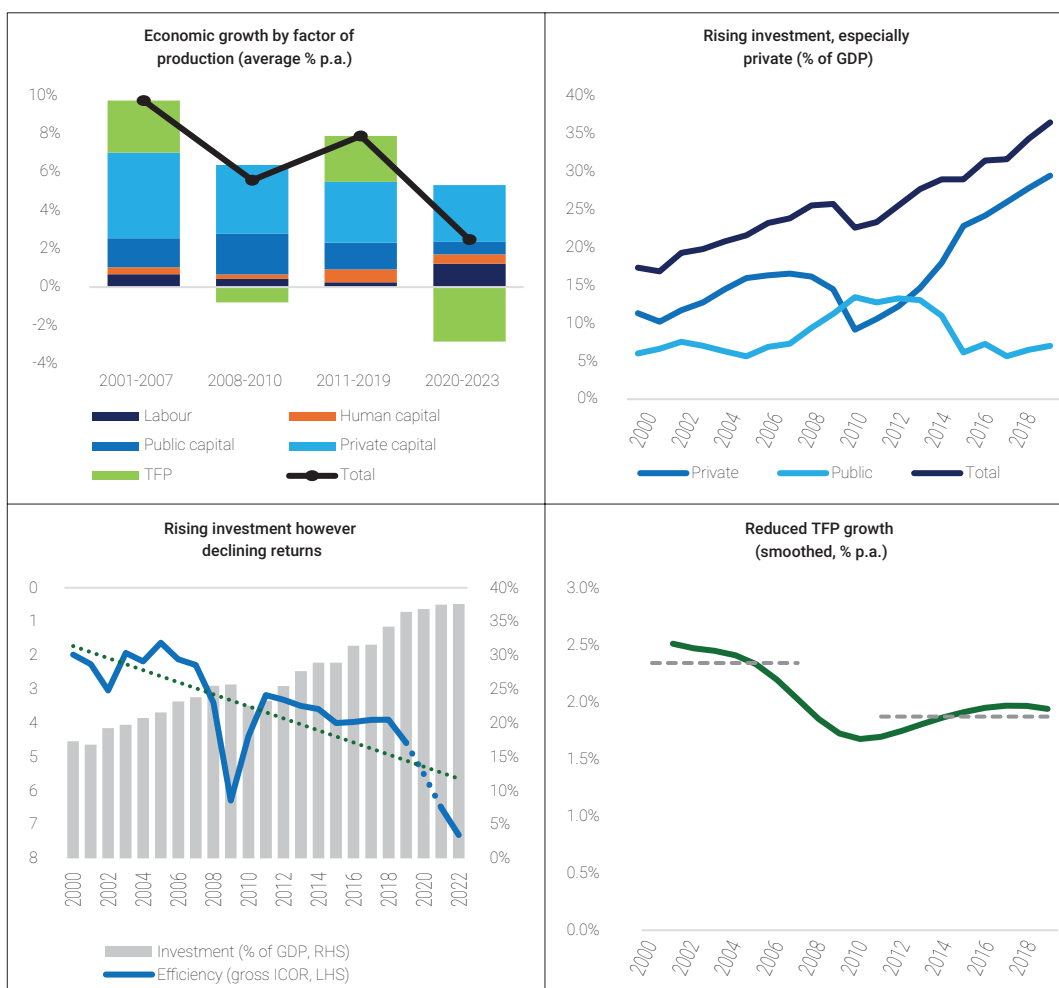 Economic growth by factor of
production (average % p.a.)
10%
8%
6%
4%
2%
0%
-2%
-4%
2001-2007 2008-2010 2011-2019 2020-2023
Labour Human capital
Public capital Private capital
TFP Total
Rising investment, especially
private (% of GDP)
40%
35%
30%
25%
20%
15%
10%
5%
0%
2000 2002 2004 2006 2008 2010 2012 2014 2016 2018
Private Public Total
Rising investment however
declining returns
0 40%
1 35%
2 30%
3 25%
4 20%
5 15%
6 10%
7 5%
8 0%
2000 2002 2004 2006 2008 2010 2012 2014 2016 2018 2020 2022
Investment (% of GDP, RHS)
Efficiency (gross ICOR, LHS)
Reduced TFP growth
(smoothed, % p.a.)
3.0%
2.5%
2.0%
1.5%
1.0%
0.5%
0.0%
2000 2002 2004 2006 2008 2010 2012 2014 2016 2018